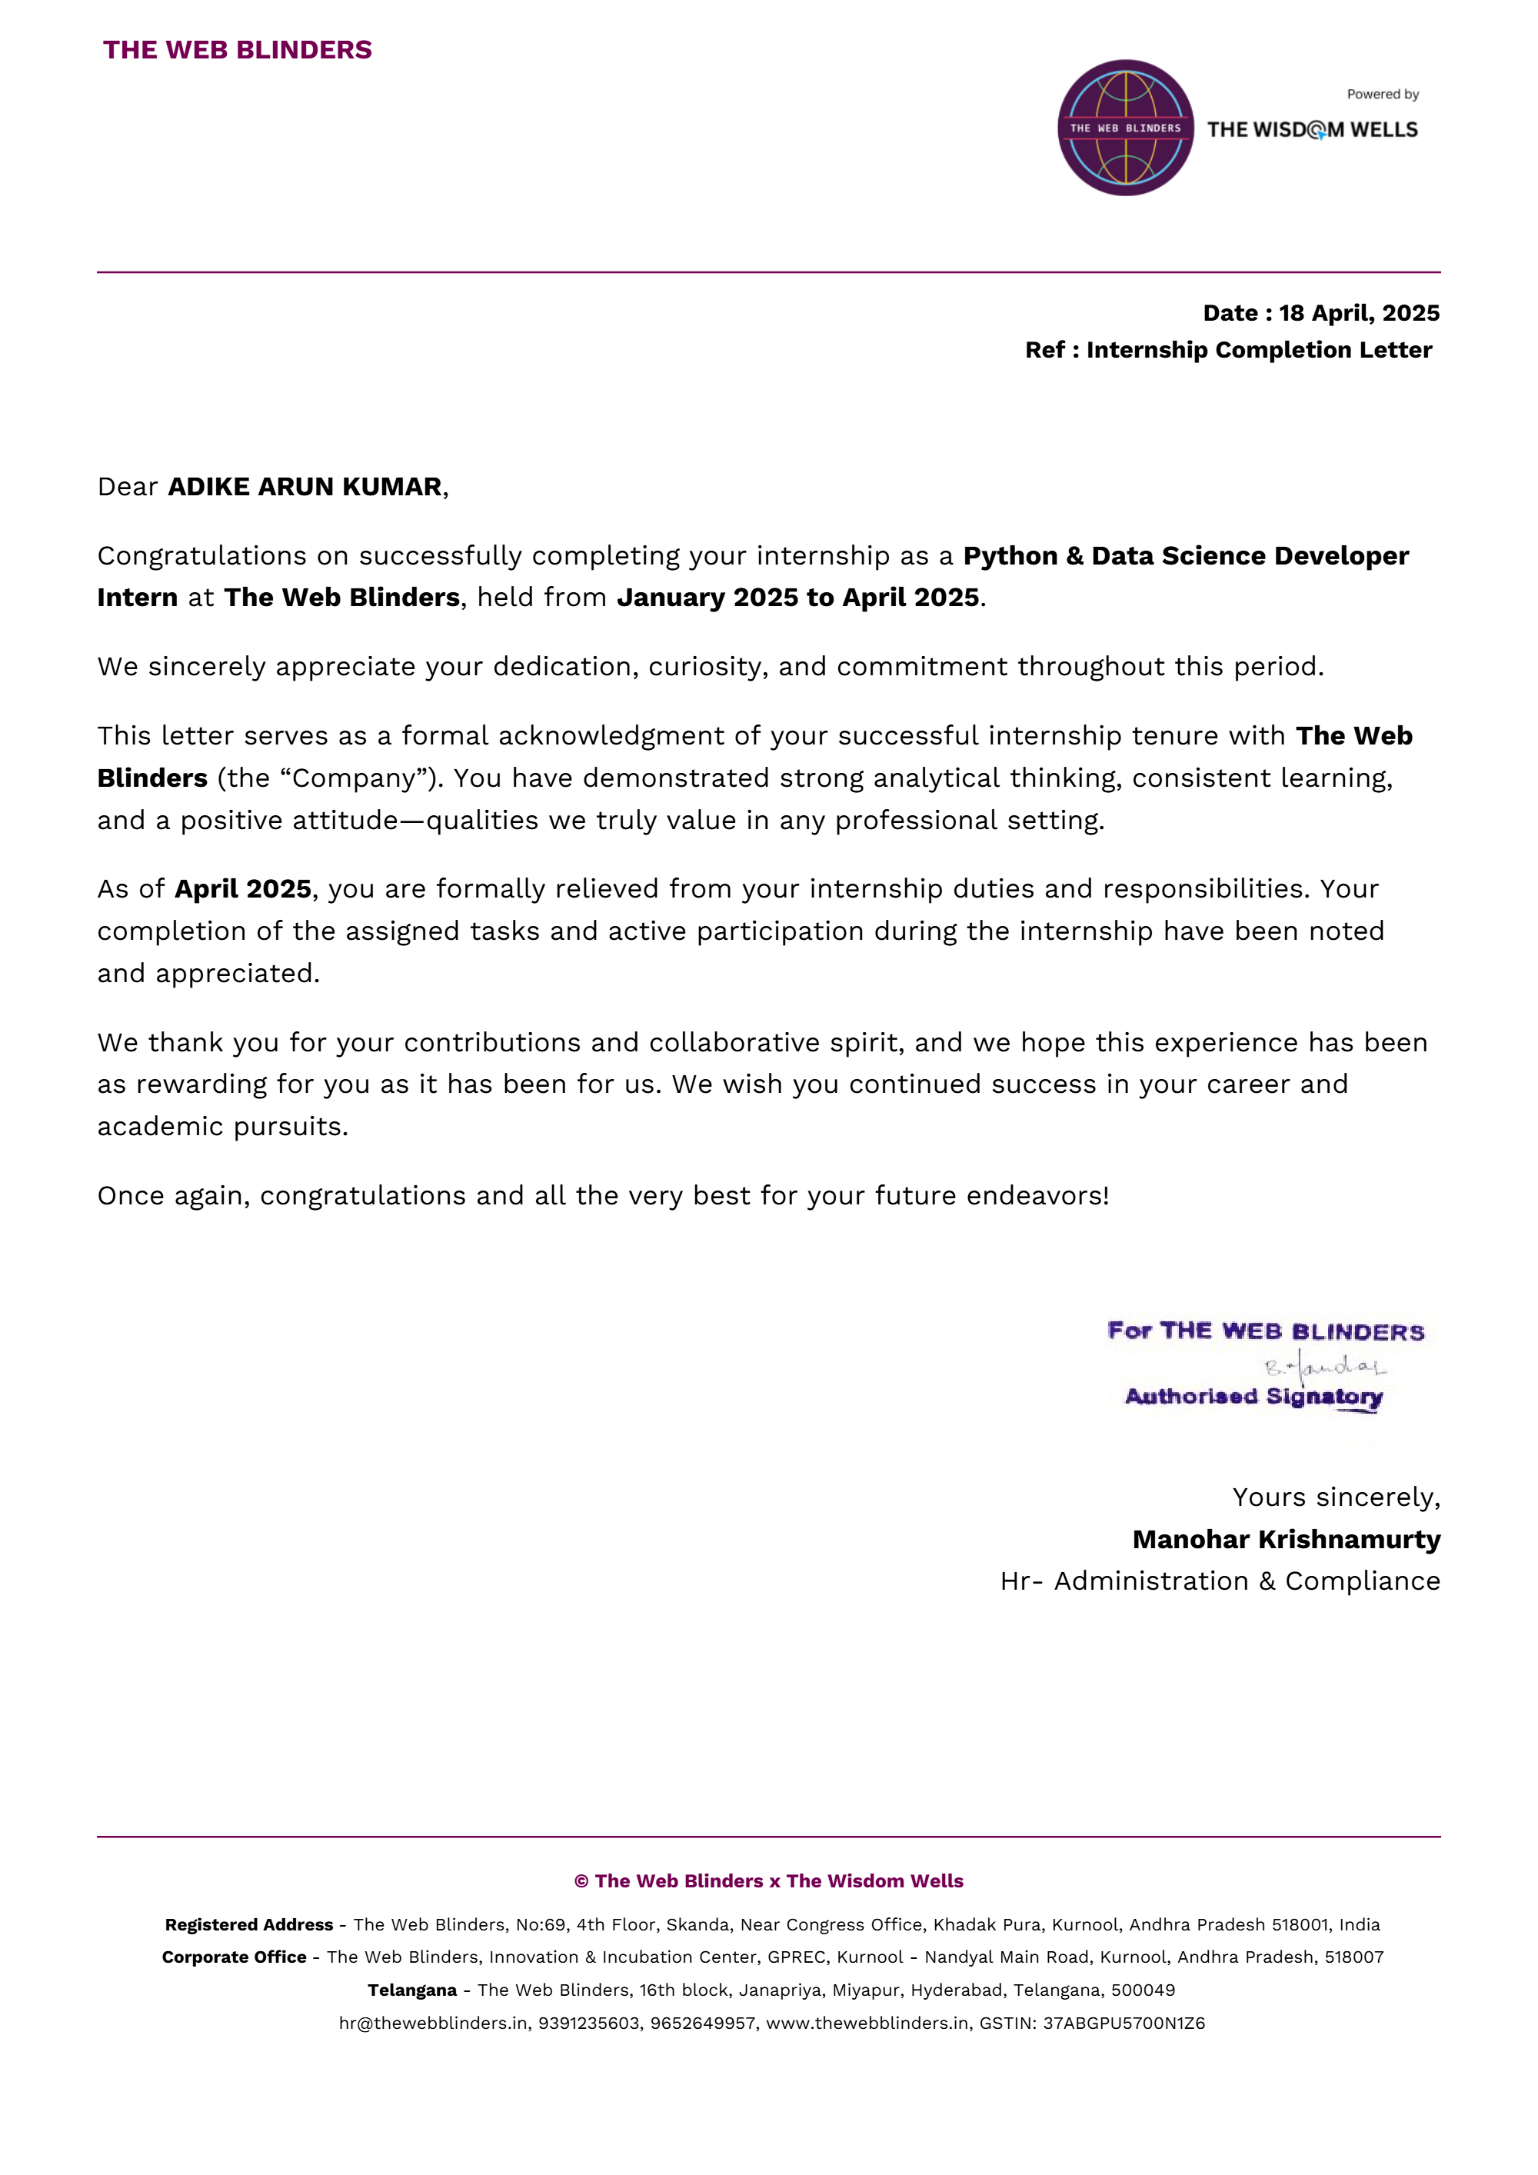 THE WEB BLINDERS
THE WEB BLINDERS
Powered by
THE WISDOM WELLS
Date : 18 April, 2025
Ref : Internship Completion Letter
Dear ADIKE ARUN KUMAR,
Congratulations on successfully completing your internship as a Python & Data Science Developer
Intern at The Web Blinders, held from January 2025 to April 2025.
We sincerely appreciate your dedication, curiosity, and commitment throughout this period.
This letter serves as a formal acknowledgment of your successful internship tenure with The Web
Blinders (the “Company”). You have demonstrated strong analytical thinking, consistent learning,
and a positive attitude—qualities we truly value in any professional setting.
As of April 2025, you are formally relieved from your internship duties and responsibilities. Your
completion of the assigned tasks and active participation during the internship have been noted
and appreciated.
We thank you for your contributions and collaborative spirit, and we hope this experience has been
as rewarding for you as it has been for us. We wish you continued success in your career and
academic pursuits.
Once again, congratulations and all the very best for your future endeavors!
For THE WEB BLINDERS
Authorised Signatory
Yours sincerely,
Manohar Krishnamurty
Hr- Administration & Compliance
© The Web Blinders x The Wisdom Wells
Registered Address - The Web Blinders, No:69, 4th Floor, Skanda, Near Congress Office, Khadak Pura, Kurnool, Andhra Pradesh 518001, India
Corporate Office - The Web Blinders, Innovation & Incubation Center, GPREC, Kurnool - Nandyal Main Road, Kurnool, Andhra Pradesh, 518007
Telangana - The Web Blinders, 16th block, Janapriya, Miyapur, Hyderabad, Telangana, 500049
hr@thewebblinders.in, 9391235603, 9652649957, www.thewebblinders.in, GSTIN: 37ABGPU5700N1Z6